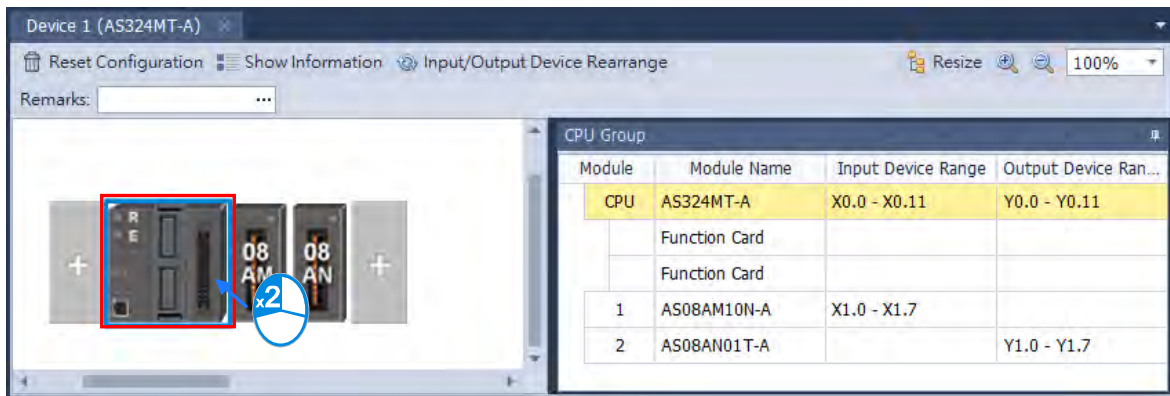 Device 1 (AS324MT-A) ×
Reset Configuration Show Information Input/Output Device Rearrange Resize 100%
Remarks: ...
CPU Group
Module Module Name Input Device Range Output Device Ran...
CPU AS324MT-A X0.0 - X0.11 Y0.0 - Y0.11
Function Card
Function Card
1 AS08AM10N-A X1.0 - X1.7
2 AS08AN01T-A Y1.0 - Y1.7
+ R
E
08
AM
08
AN
+
x2